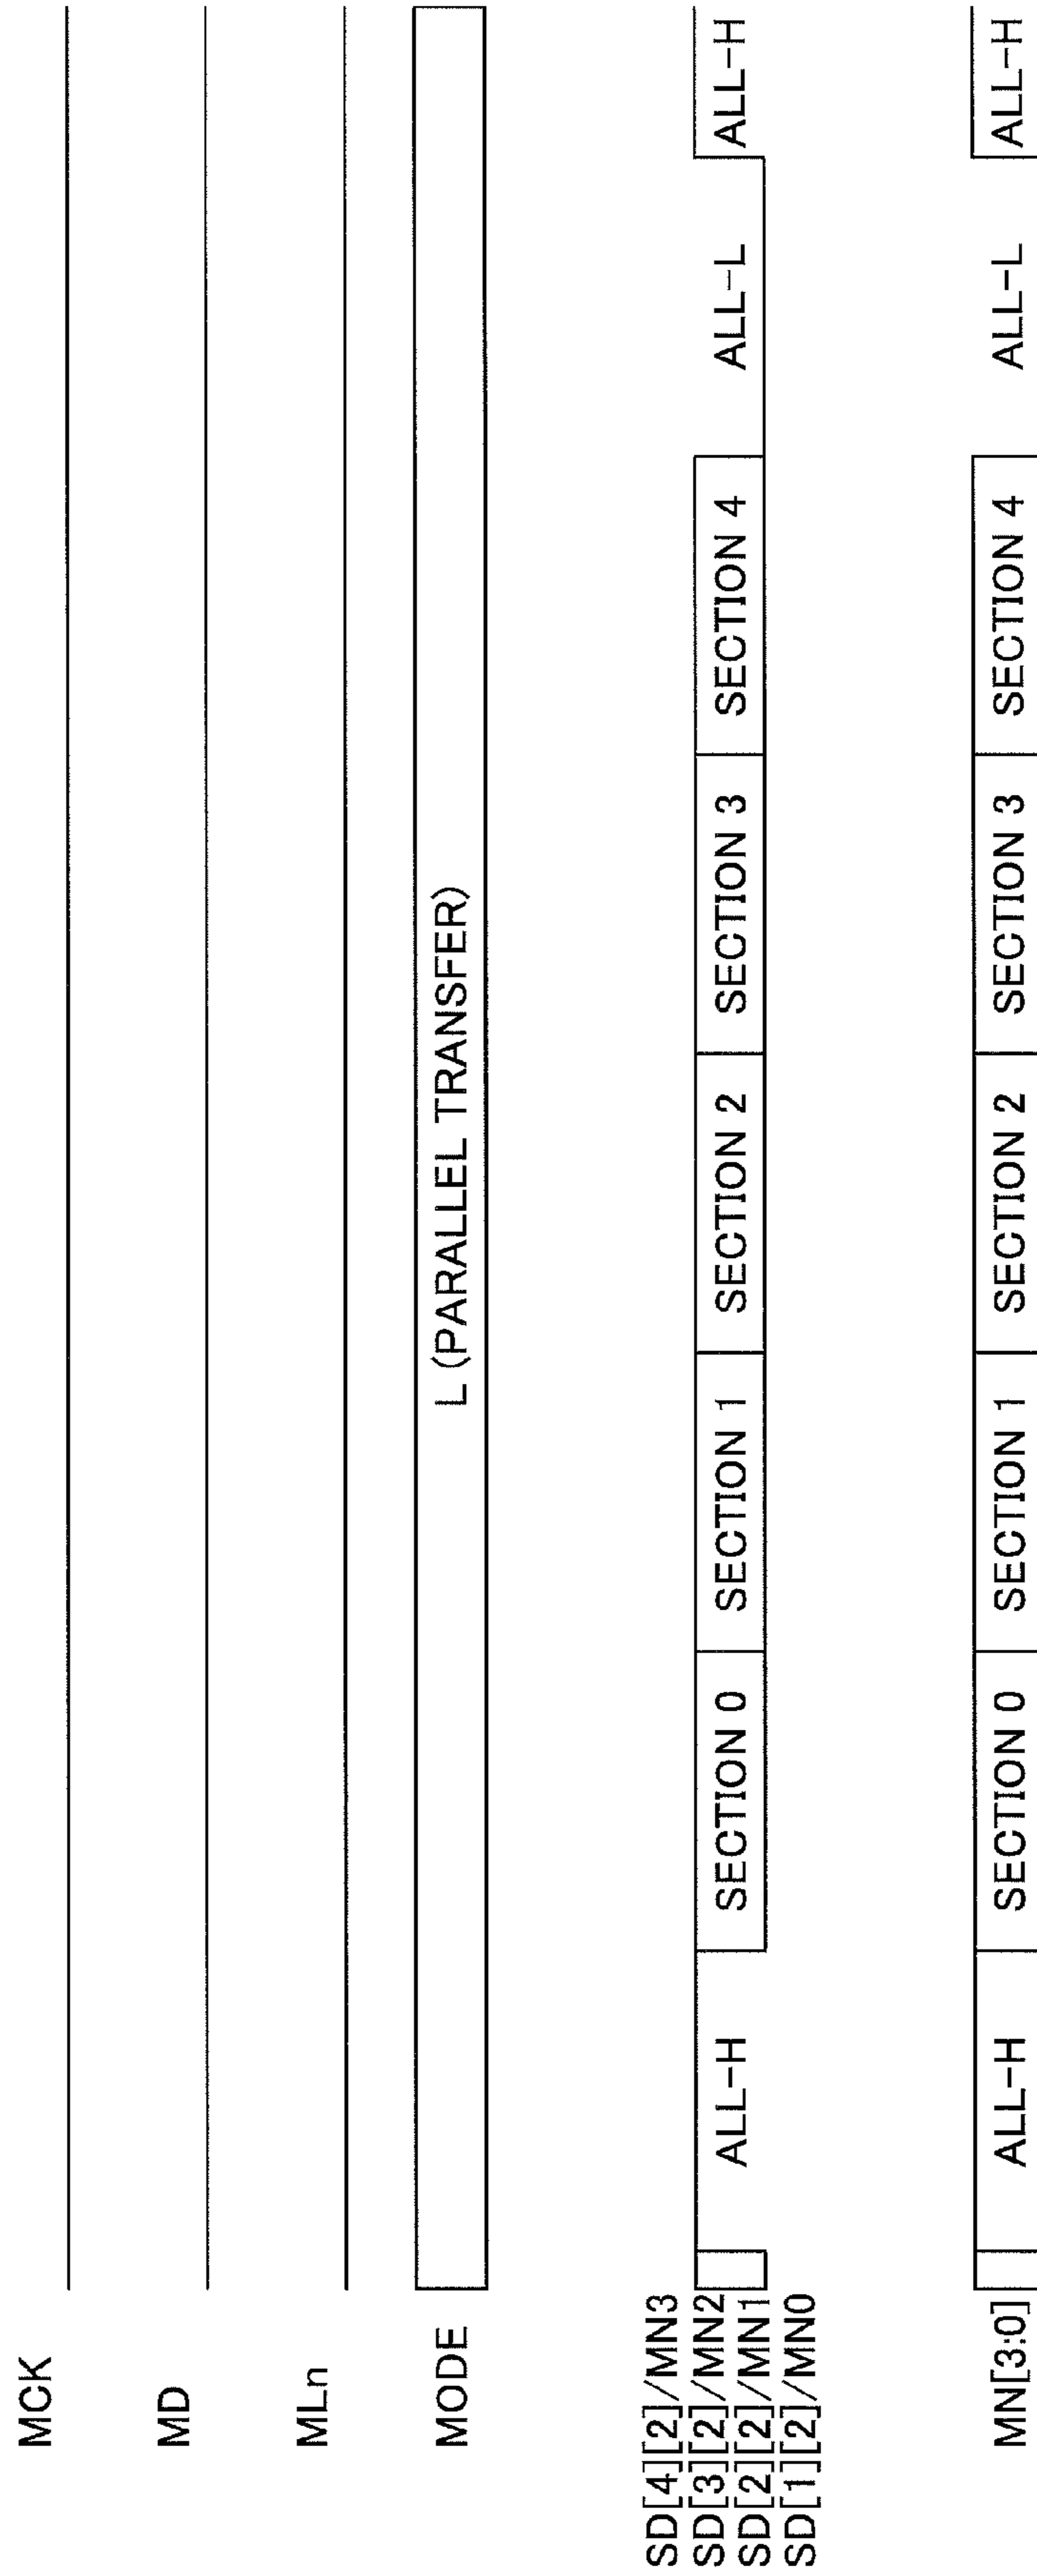 MCK
MD
MLn
MODE
L (PARALLEL TRANSFER)
SD[4][2]/MN3
SD[3][2]/MN2
SD[2][2]/MN1
SD[1][2]/MN0
ALL-H
SECTION 0
SECTION 1
SECTION 2
SECTION 3
SECTION 4
ALL-L
ALL-H
MN[3:0]
ALL-H
SECTION 0
SECTION 1
SECTION 2
SECTION 3
SECTION 4
ALL-L
ALL-H